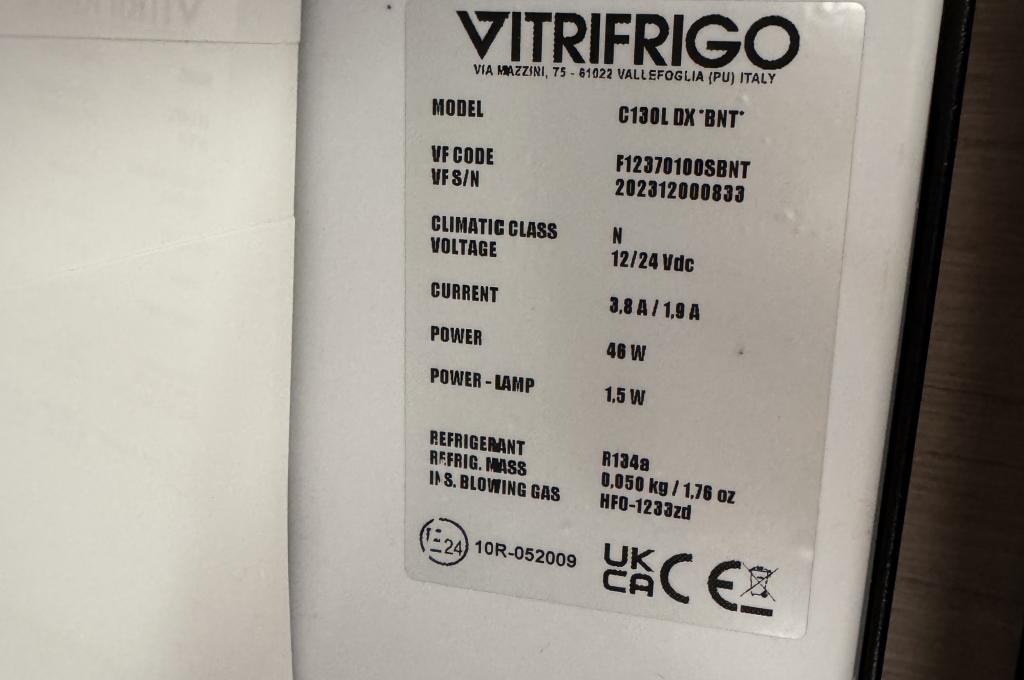 VITRIFRIGO
VIA MAZZINI, 75 - 61022 VALLEFOGLIA (PU) ITALY
MODEL C130L DX "BNT"
VF CODE F12370100SBNT
VF S/N 202312000833
CLIMATIC CLASS N
VOLTAGE 12/24 Vdc
CURRENT 3,8 A / 1,9 A
POWER 46 W
POWER - LAMP 1,5 W
REFRIGERANT R134a
REFRIG. MASS 0,050 kg / 1,76 oz
INS. BLOWING GAS HFO-1233zd
E24 10R-052009
UK
CA CE